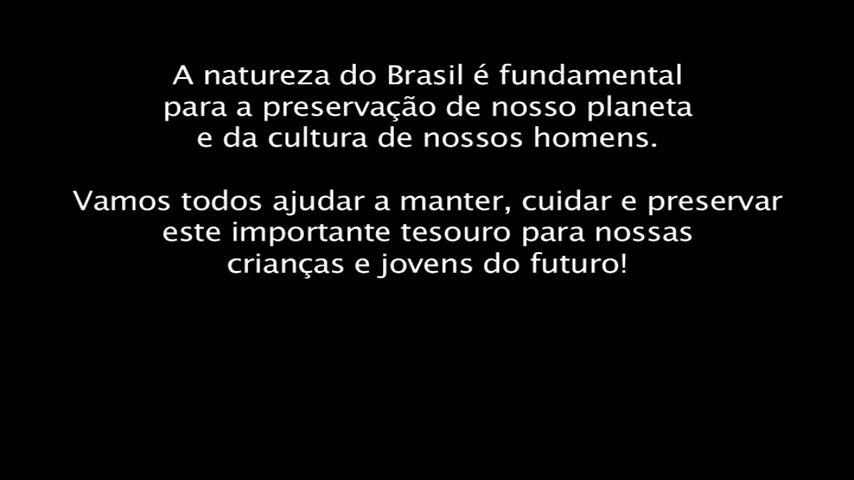 A natureza do Brasil é fundamental
para a preservação de nosso planeta
e da cultura de nossos homens.
Vamos todos ajudar a manter, cuidar e preservar
este importante tesouro para nossas
crianças e jovens do futuro!